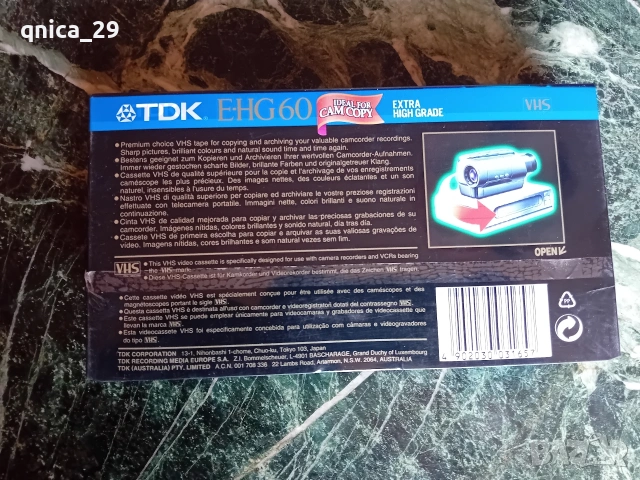 qnica_29
TDK E-HG60 IDEAL FOR CAM COPY EXTRA HIGH GRADE VHS
• Premium choice VHS tape for copying and archiving your valuable camcorder recordings.
Sharp pictures, brilliant colours and natural sound time and time again.
• Bestens geeignet zum Kopieren und Archivieren Ihrer wertvollen Camcorder-Aufnahmen.
Immer wieder gestochen scharfe Bilder, brillante Farben und originalgetreuer Klang.
• Cassette VHS de qualité supérieure pour la copie et l'archivage de vos enregistrements
caméscope les plus précieux. Des images nettes, des couleurs éclatantes et un son
naturel, insensibles à l'usure du temps.
• Nastro VHS di qualità superiore per copiare ed archiviare le vostre preziose registrazioni
effettuate con telecamera portatile. Immagini nette, colori brillanti e suono naturale in
continuazione.
• Cinta VHS de calidad mejorada para copiar y archivar las preciosas grabaciones de su
camcorder. Imágenes nítidas, colores brillantes y sonido natural, día tras día.
• Cassete VHS de primeira escolha para copiar e arquivar as suas valiosas gravações de
vídeo. Imagens nítidas, cores brilhantes e som natural vezes sem fim.
OPEN
VHS
• This VHS video cassette is specifically designed for use with camera recorders and VCRs bearing
the VHS mark.
• Diese VHS-Cassette ist für Kamkorder und Videorekorder bestimmt, die das Zeichen VHS tragen.
• Cette cassette vidéo VHS est spécialement conçue pour être utilisée avec des caméscopes et des
magnétoscopes portant le sigle VHS.
• Questa cassetta VHS è destinata all'uso con camcorder e videoregistratori dotati del contrassegno VHS.
• Este cassette VHS se puede emplear únicamente para videocamaras y grabadores de videocassette que
llevan la marca VHS.
• Esta videocassete VHS foi especificamente concebida para utilização com câmaras e videogravadores
do tipo VHS.
TDK CORPORATION 13-1, Nihonbashi 1-chome, Chuo-ku, Tokyo 103, Japan
TDK RECORDING MEDIA EUROPE S.A. Z.I. Bommelscheuer, L-4901 BASCHARAGE, Grand Duchy of Luxembourg
TDK (AUSTRALIA) PTY. LIMITED A.C.N. 001 708 336 22 Lambs Road, Artarmon, N.S.W. 2064, AUSTRALIA
4 902030 031657
PP